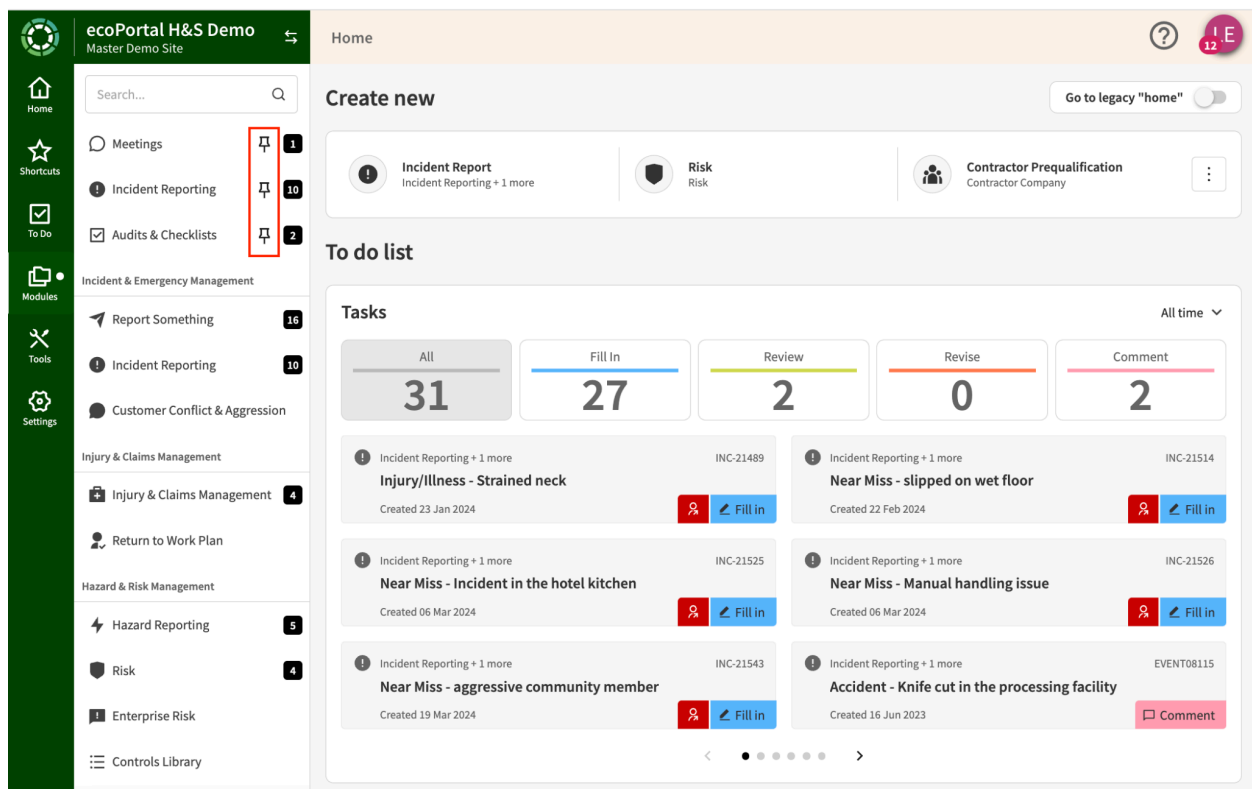 ecoPortal H&S Demo
Master Demo Site
Home
LE
12
Home
Shortcuts
To Do
Modules
Tools
Settings
Search...
Meetings 1
Incident Reporting 10
Audits & Checklists 2
Incident & Emergency Management
Report Something 16
Incident Reporting 10
Customer Conflict & Aggression
Injury & Claims Management
Injury & Claims Management 4
Return to Work Plan
Hazard & Risk Management
Hazard Reporting 5
Risk 4
Enterprise Risk
Controls Library
Create new
Go to legacy "home"
Incident Report
Incident Reporting + 1 more
Risk
Risk
Contractor Prequalification
Contractor Company
To do list
Tasks
All time
All
31
Fill In
27
Review
2
Revise
0
Comment
2
Incident Reporting + 1 more INC-21489
Injury/Illness - Strained neck
Created 23 Jan 2024 Fill in
Incident Reporting + 1 more INC-21514
Near Miss - slipped on wet floor
Created 22 Feb 2024 Fill in
Incident Reporting + 1 more INC-21525
Near Miss - Incident in the hotel kitchen
Created 06 Mar 2024 Fill in
Incident Reporting + 1 more INC-21526
Near Miss - Manual handling issue
Created 06 Mar 2024 Fill in
Incident Reporting + 1 more INC-21543
Near Miss - aggressive community member
Created 19 Mar 2024 Fill in
Incident Reporting + 1 more EVENT08115
Accident - Knife cut in the processing facility
Created 16 Jun 2023 Comment